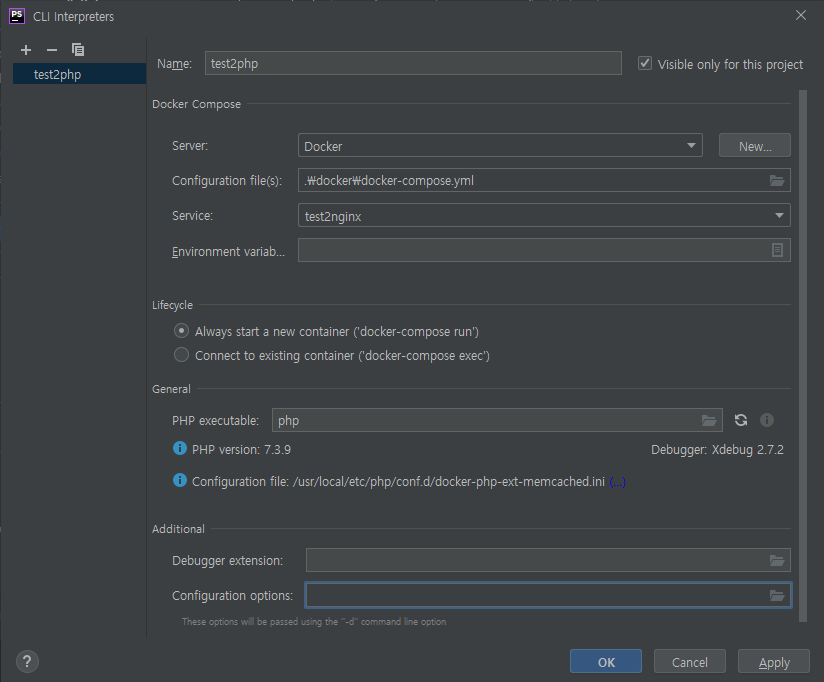 PS CLI Interpreters
test2php
Name: test2php Visible only for this project
Docker Compose
Server: Docker New...
Configuration file(s): .₩docker₩docker-compose.yml
Service: test2nginx
Environment variab...
Lifecycle
Always start a new container ('docker-compose run')
Connect to existing container ('docker-compose exec')
General
PHP executable: php
PHP version: 7.3.9 Debugger: Xdebug 2.7.2
Configuration file: /usr/local/etc/php/conf.d/docker-php-ext-memcached.ini (...)
Additional
Debugger extension:
Configuration options:
These options will be passed using the "-d" command line option
? OK Cancel Apply